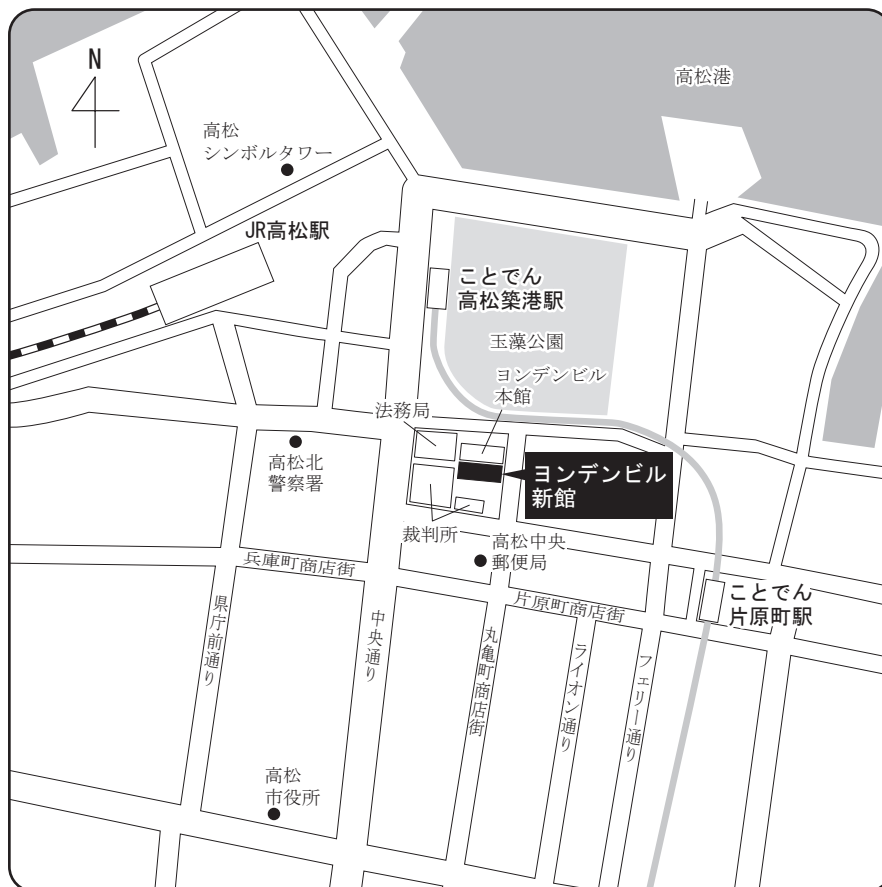 N
高松港
高松
シンボルタワー
JR高松駅
ことでん
高松築港駅
玉藻公園
ヨンデンビル
本館
法務局
高松北
警察署
ヨンデンビル
新館
裁判所
高松中央
郵便局
兵庫町商店街
片原町商店街
ことでん
片原町駅
県庁前通り
中央通り
丸亀町商店街
ライオン通り
フェリー通り
高松
市役所